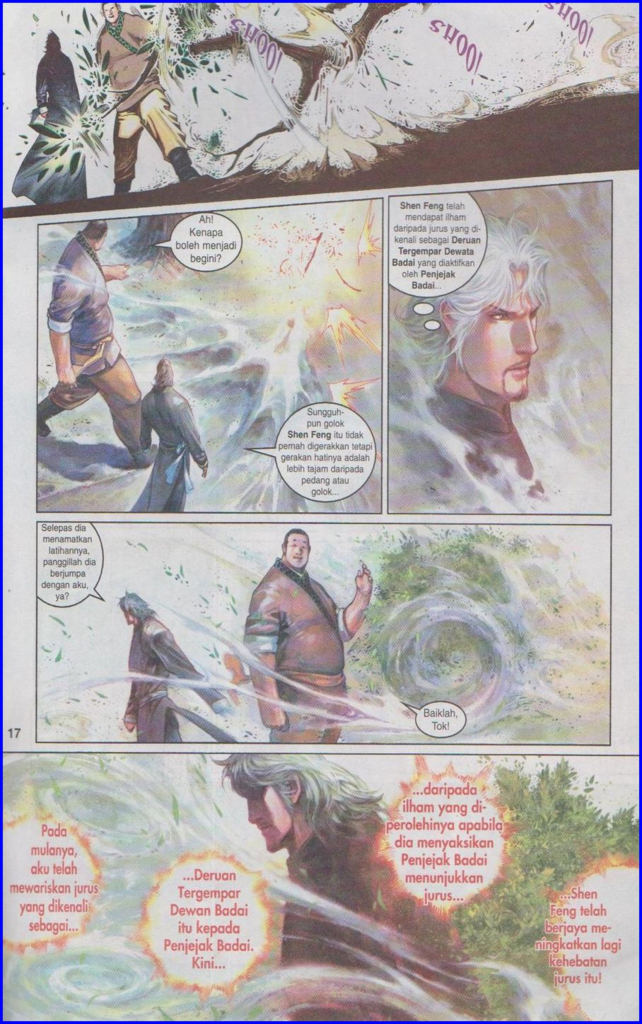 !OOHS
!OOHS
!OOHS
Ah!
Kenapa
boleh menjadi
begini?
Shen Feng telah
mendapat ilham
daripada jurus yang di-
kenali sebagai Deruan
Tergempar Dewata
Badai yang diaktifkan
oleh Penjejak
Badai...
Sungguh-
pun golok
Shen Feng itu tidak
pernah digerakkan tetapi
gerakan hatinya adalah
lebih tajam daripada
pedang atau
golok...
Selepas dia
menamatkan
latihannya,
panggillah dia
berjumpa
dengan aku,
ya?
Baiklah,
Tok!
17
Pada
mulanya,
aku telah
mewariskan jurus
yang dikenali
sebagai...
...Deruan
Tergempar
Dewan Badai
itu kepada
Penjejak Badai.
Kini...
...daripada
ilham yang di-
perolehinya apabila
dia menyaksikan
Penjejak Badai
menunjukkan
jurus...
...Shen
Feng telah
berjaya me-
ningkatkan lagi
kehebatan
jurus itu!